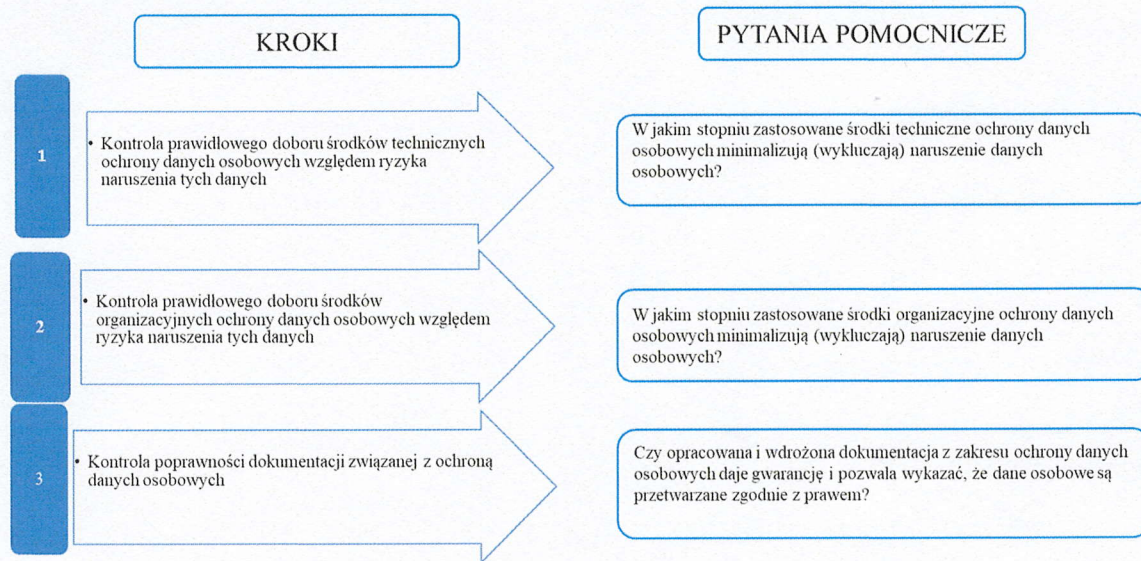 KROKI
PYTANIA POMOCNICZE
1
• Kontrola prawidłowego doboru środków technicznych
ochrony danych osobowych względem ryzyka
naruszenia tych danych
W jakim stopniu zastosowane środki techniczne ochrony danych
osobowych minimalizują (wykluczają) naruszenie danych
osobowych?
2
• Kontrola prawidłowego doboru środków
organizacyjnych ochrony danych osobowych względem
ryzyka naruszenia tych danych
W jakim stopniu zastosowane środki organizacyjne ochrony danych
osobowych minimalizują (wykluczają) naruszenie danych
osobowych?
3
• Kontrola poprawności dokumentacji związanej z ochroną
danych osobowych
Czy opracowana i wdrożona dokumentacja z zakresu ochrony danych
osobowych daje gwarancję i pozwala wykazać, że dane osobowe są
przetwarzane zgodnie z prawem?